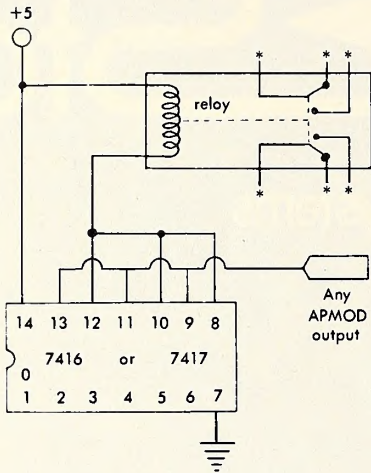 +5
* * *
reloy
* * *
Any
APMOD
output
14 13 12 11 10 9 8
7416 or 7417
0
1 2 3 4 5 6 7